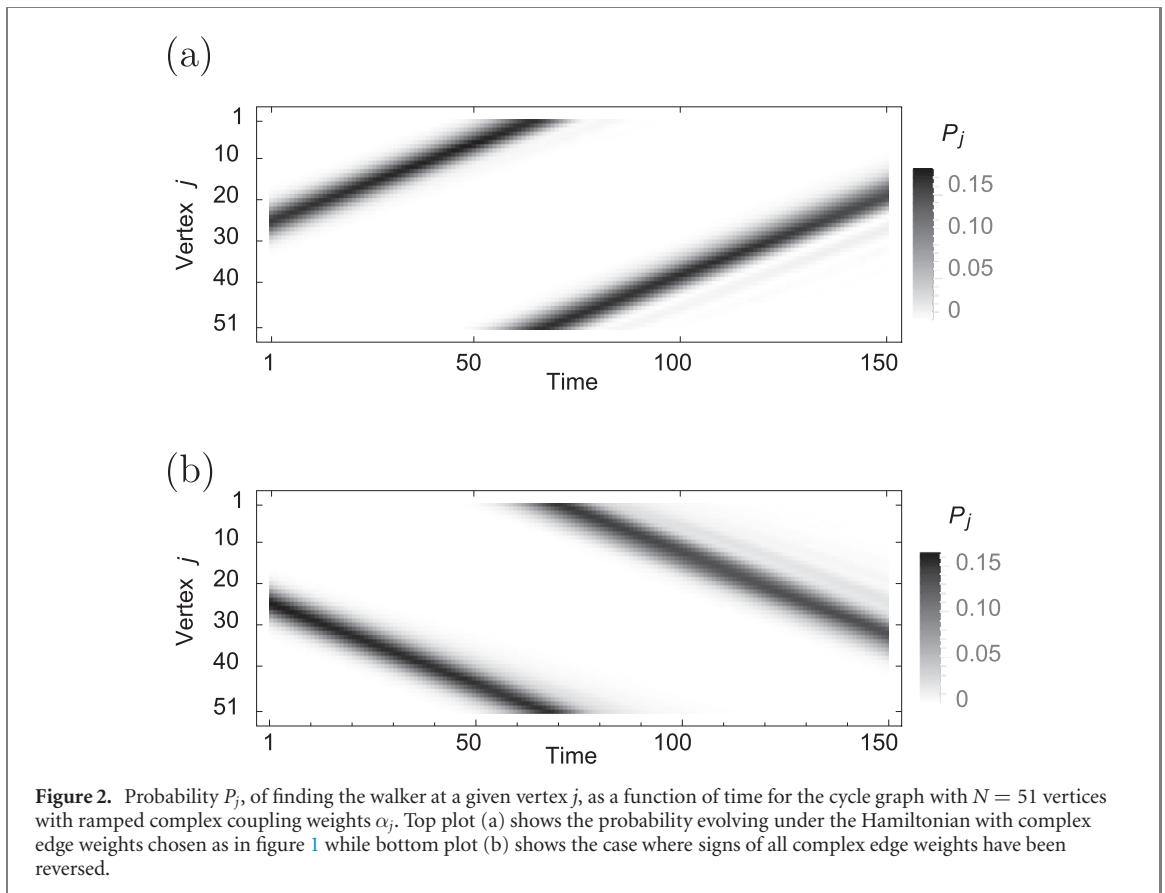 (a)
1
10
20
30
40
51
Vertex j
1
50
100
150
Time
P_j
0.15
0.10
0.05
0
(b)
1
10
20
30
40
51
Vertex j
1
50
100
150
Time
P_j
0.15
0.10
0.05
0
Figure 2. Probability P_j, of finding the walker at a given vertex j, as a function of time for the cycle graph with N = 51 vertices
with ramped complex coupling weights α_j. Top plot (a) shows the probability evolving under the Hamiltonian with complex
edge weights chosen as in figure 1 while bottom plot (b) shows the case where signs of all complex edge weights have been
reversed.